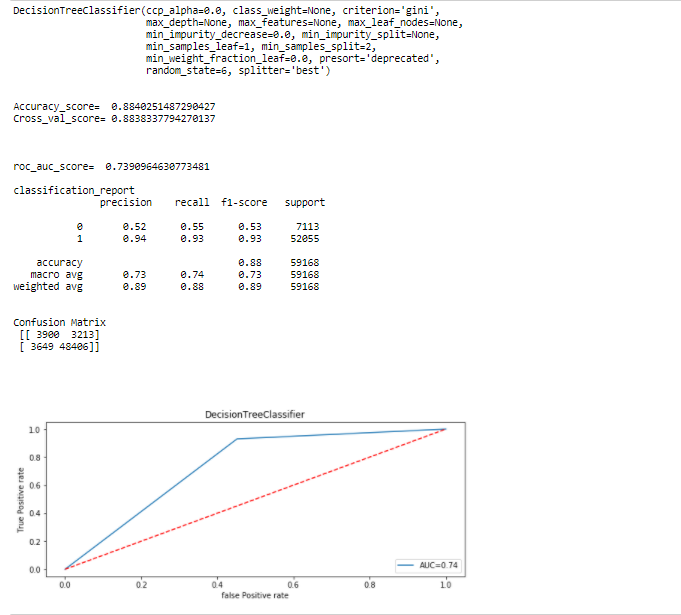 DecisionTreeClassifier(ccp_alpha=0.0, class_weight=None, criterion='gini',
max_depth=None, max_features=None, max_leaf_nodes=None,
min_impurity_decrease=0.0, min_impurity_split=None,
min_samples_leaf=1, min_samples_split=2,
min_weight_fraction_leaf=0.0, presort='deprecated',
random_state=6, splitter='best')
Accuracy_score= 0.8840251487290427
Cross_val_score= 0.8838337794270137
roc_auc_score= 0.7390964630773481
classification_report
precision recall f1-score support
0 0.52 0.55 0.53 7113
1 0.94 0.93 0.93 52055
accuracy 0.88 59168
macro avg 0.73 0.74 0.73 59168
weighted avg 0.89 0.88 0.89 59168
Confusion Matrix
[[ 3900 3213]
[ 3649 48406]]
DecisionTreeClassifier
1.0
0.8
0.6
0.4
0.2
0.0
True Positive rate
AUC=0.74
0.0 0.2 0.4 0.6 0.8 1.0
false Positive rate